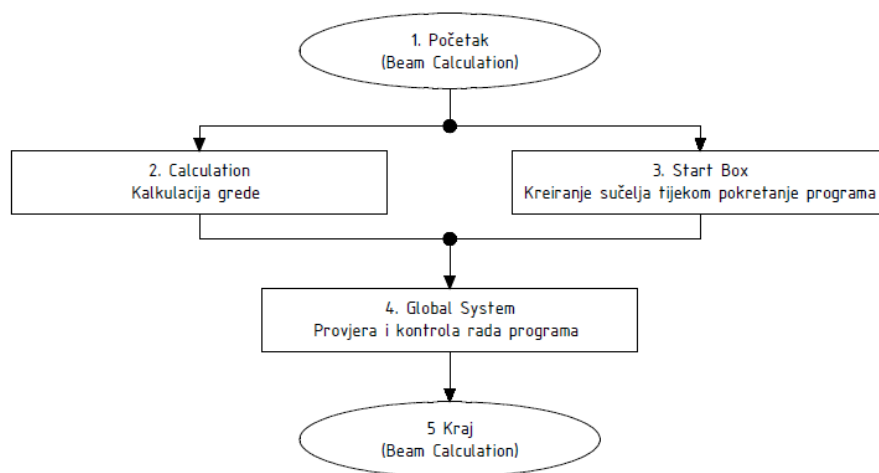 1. Početak
(Beam Calculation)
2. Calculation
Kalkulacija grede
3. Start Box
Kreiranje sučelja tijekom pokretanje programa
4. Global System
Provjera i kontrola rada programa
5 Kraj
(Beam Calculation)